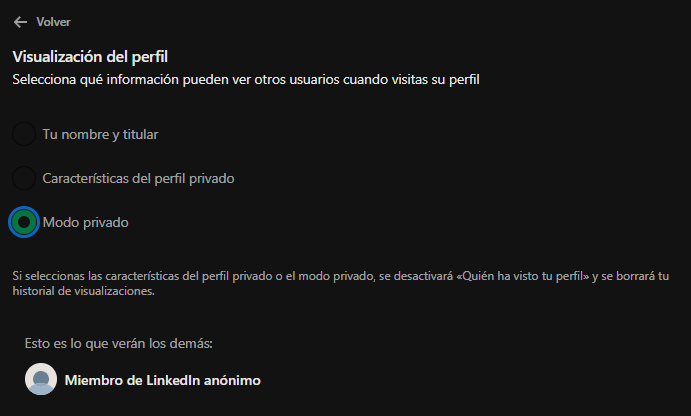 Volver
Visualización del perfil
Selecciona qué información pueden ver otros usuarios cuando visitas su perfil
Tu nombre y titular
Características del perfil privado
Modo privado
Si seleccionas las características del perfil privado o el modo privado, se desactivará «Quién ha visto tu perfil» y se borrará tu
historial de visualizaciones.
Esto es lo que verán los demás:
Miembro de LinkedIn anónimo